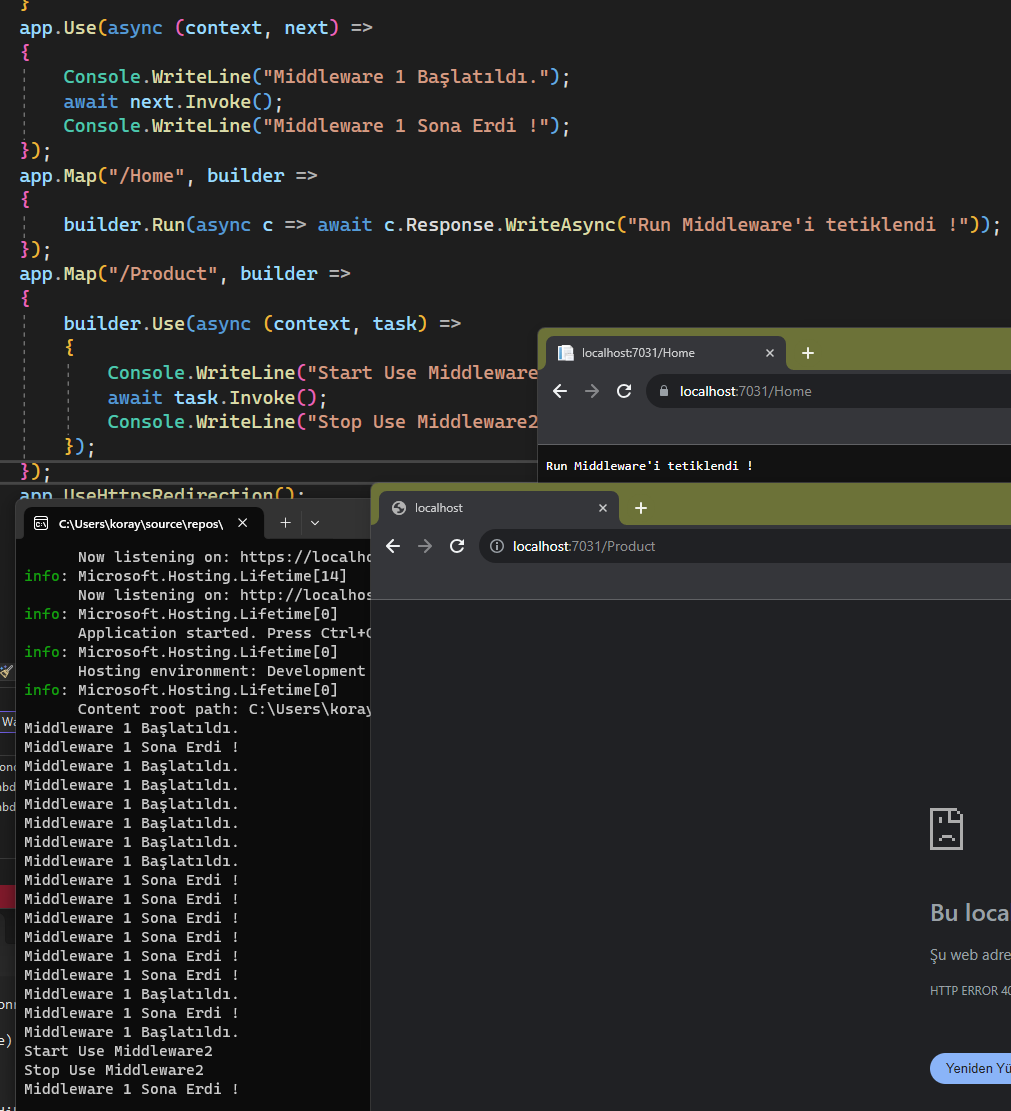 }
app.Use(async (context, next) =>
{
Console.WriteLine("Middleware 1 Başlatıldı.");
await next.Invoke();
Console.WriteLine("Middleware 1 Sona Erdi !");
});
app.Map("/Home", builder =>
{
builder.Run(async c => await c.Response.WriteAsync("Run Middleware'i tetiklendi !"));
});
app.Map("/Product", builder =>
{
builder.Use(async (context, task) =>
{
Console.WriteLine("Start Use Middleware
await task.Invoke();
Console.WriteLine("Stop Use Middleware2
});
});
app.UseHttpsRedirection();
localhost:7031/Home
localhost:7031/Home
Run Middleware'i tetiklendi !
localhost
localhost:7031/Product
Bu loca
Şu web adre
HTTP ERROR 40
Yeniden Yü
C:\Users\koray\source\repos\
Now listening on: https://localho
info: Microsoft.Hosting.Lifetime[14]
Now listening on: http://localhos
info: Microsoft.Hosting.Lifetime[0]
Application started. Press Ctrl+C
info: Microsoft.Hosting.Lifetime[0]
Hosting environment: Development
info: Microsoft.Hosting.Lifetime[0]
Content root path: C:\Users\koray
Middleware 1 Başlatıldı.
Middleware 1 Sona Erdi !
Middleware 1 Başlatıldı.
Middleware 1 Başlatıldı.
Middleware 1 Başlatıldı.
Middleware 1 Başlatıldı.
Middleware 1 Başlatıldı.
Middleware 1 Başlatıldı.
Middleware 1 Sona Erdi !
Middleware 1 Sona Erdi !
Middleware 1 Sona Erdi !
Middleware 1 Sona Erdi !
Middleware 1 Sona Erdi !
Middleware 1 Sona Erdi !
Middleware 1 Başlatıldı.
Middleware 1 Sona Erdi !
Middleware 1 Başlatıldı.
Start Use Middleware2
Stop Use Middleware2
Middleware 1 Sona Erdi !